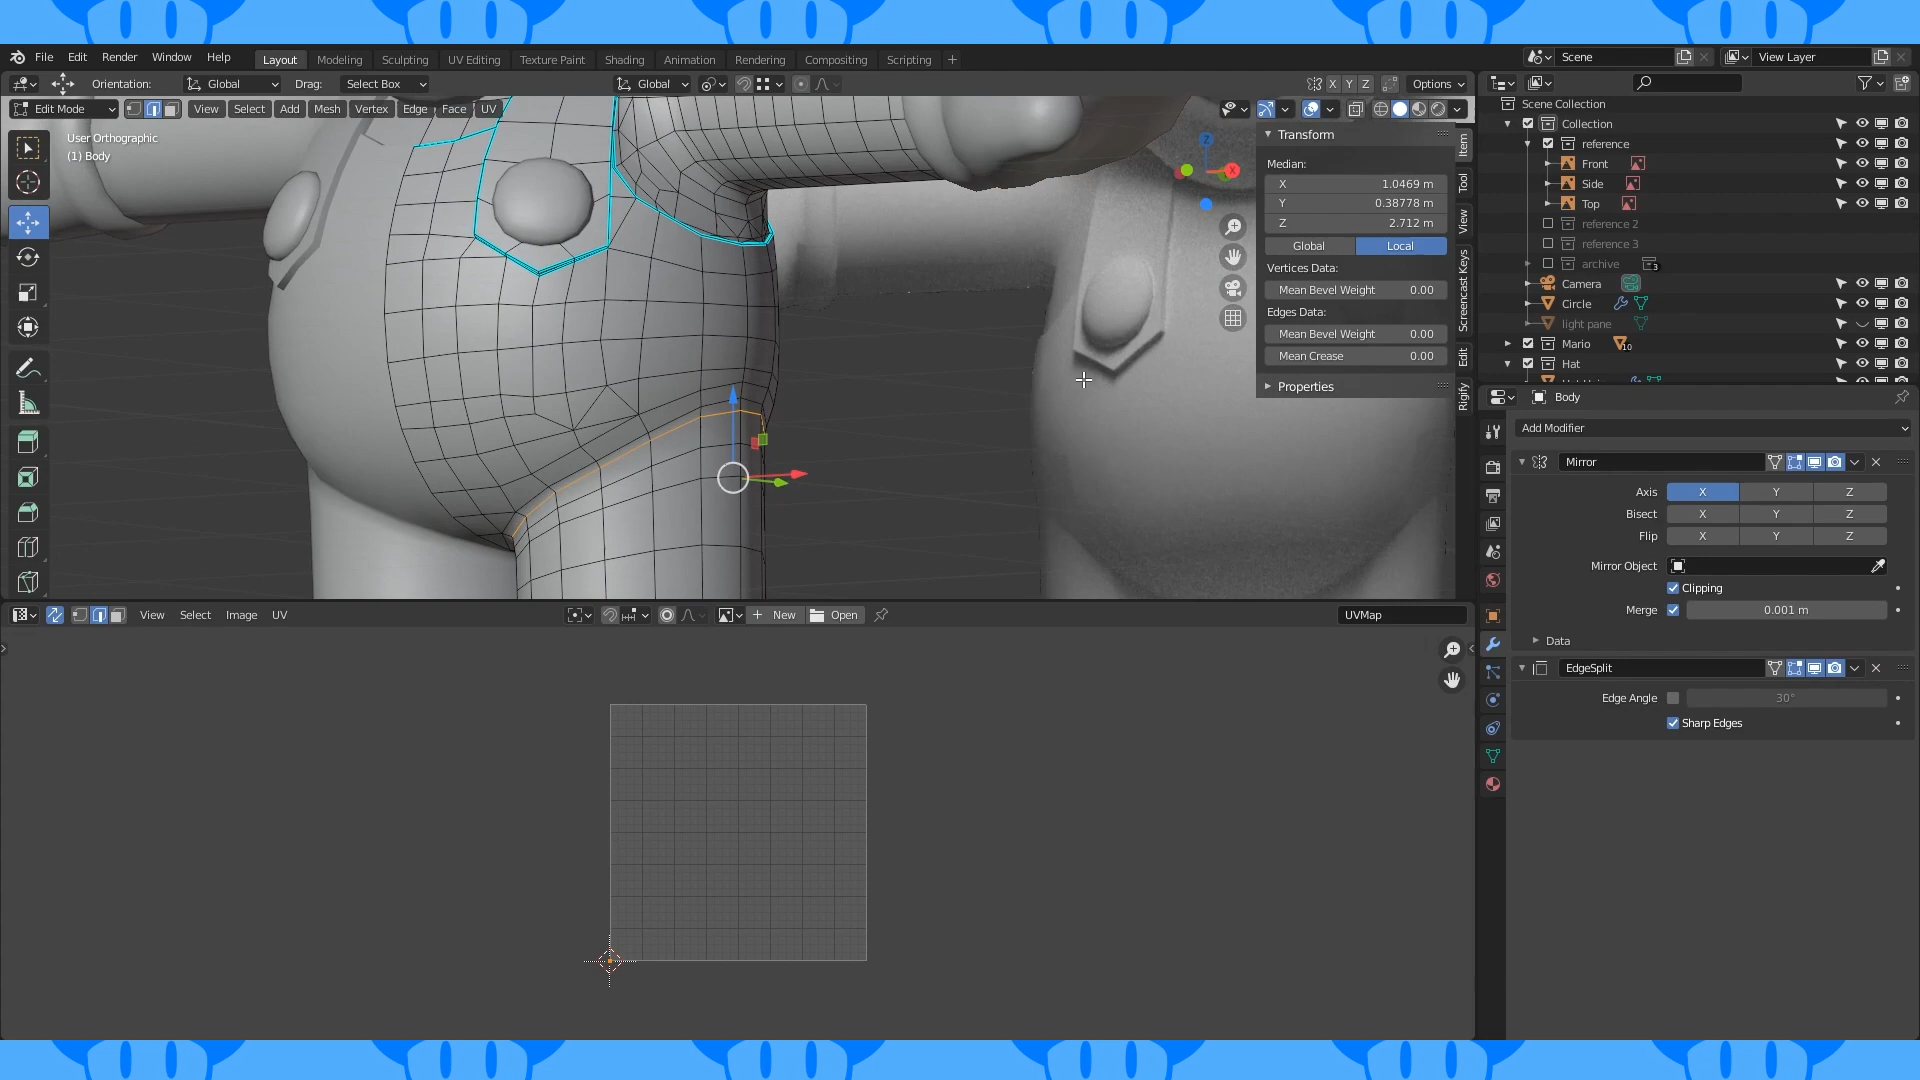 File Edit Render Window Help Layout Modeling Sculpting UV Editing Texture Paint Shading Animation Rendering Compositing Scripting + Scene View Layer
Orientation: Global Drag: Select Box Global X Y Z Options
Edit Mode View Select Add Mesh Vertex Edge Face UV
User Orthographic
(1) Body
Transform
Median:
X 1.0469 m
Y 0.38778 m
Z 2.712 m
Global Local
Vertices Data:
Mean Bevel Weight 0.00
Edges Data:
Mean Bevel Weight 0.00
Mean Crease 0.00
Properties
Item
Tool
View
Screencast Keys
Edit
Rigify
Z
X
Scene Collection
Collection
reference
Front
Side
Top
reference 2
reference 3
archive 3
Camera
Circle
light pane
Mario 10
Hat
Body
Add Modifier
Mirror
Axis X Y Z
Bisect X Y Z
Flip X Y Z
Mirror Object
Clipping
Merge 0.001 m
Data
EdgeSplit
Edge Angle 30°
Sharp Edges
View Select Image UV New Open UVMap